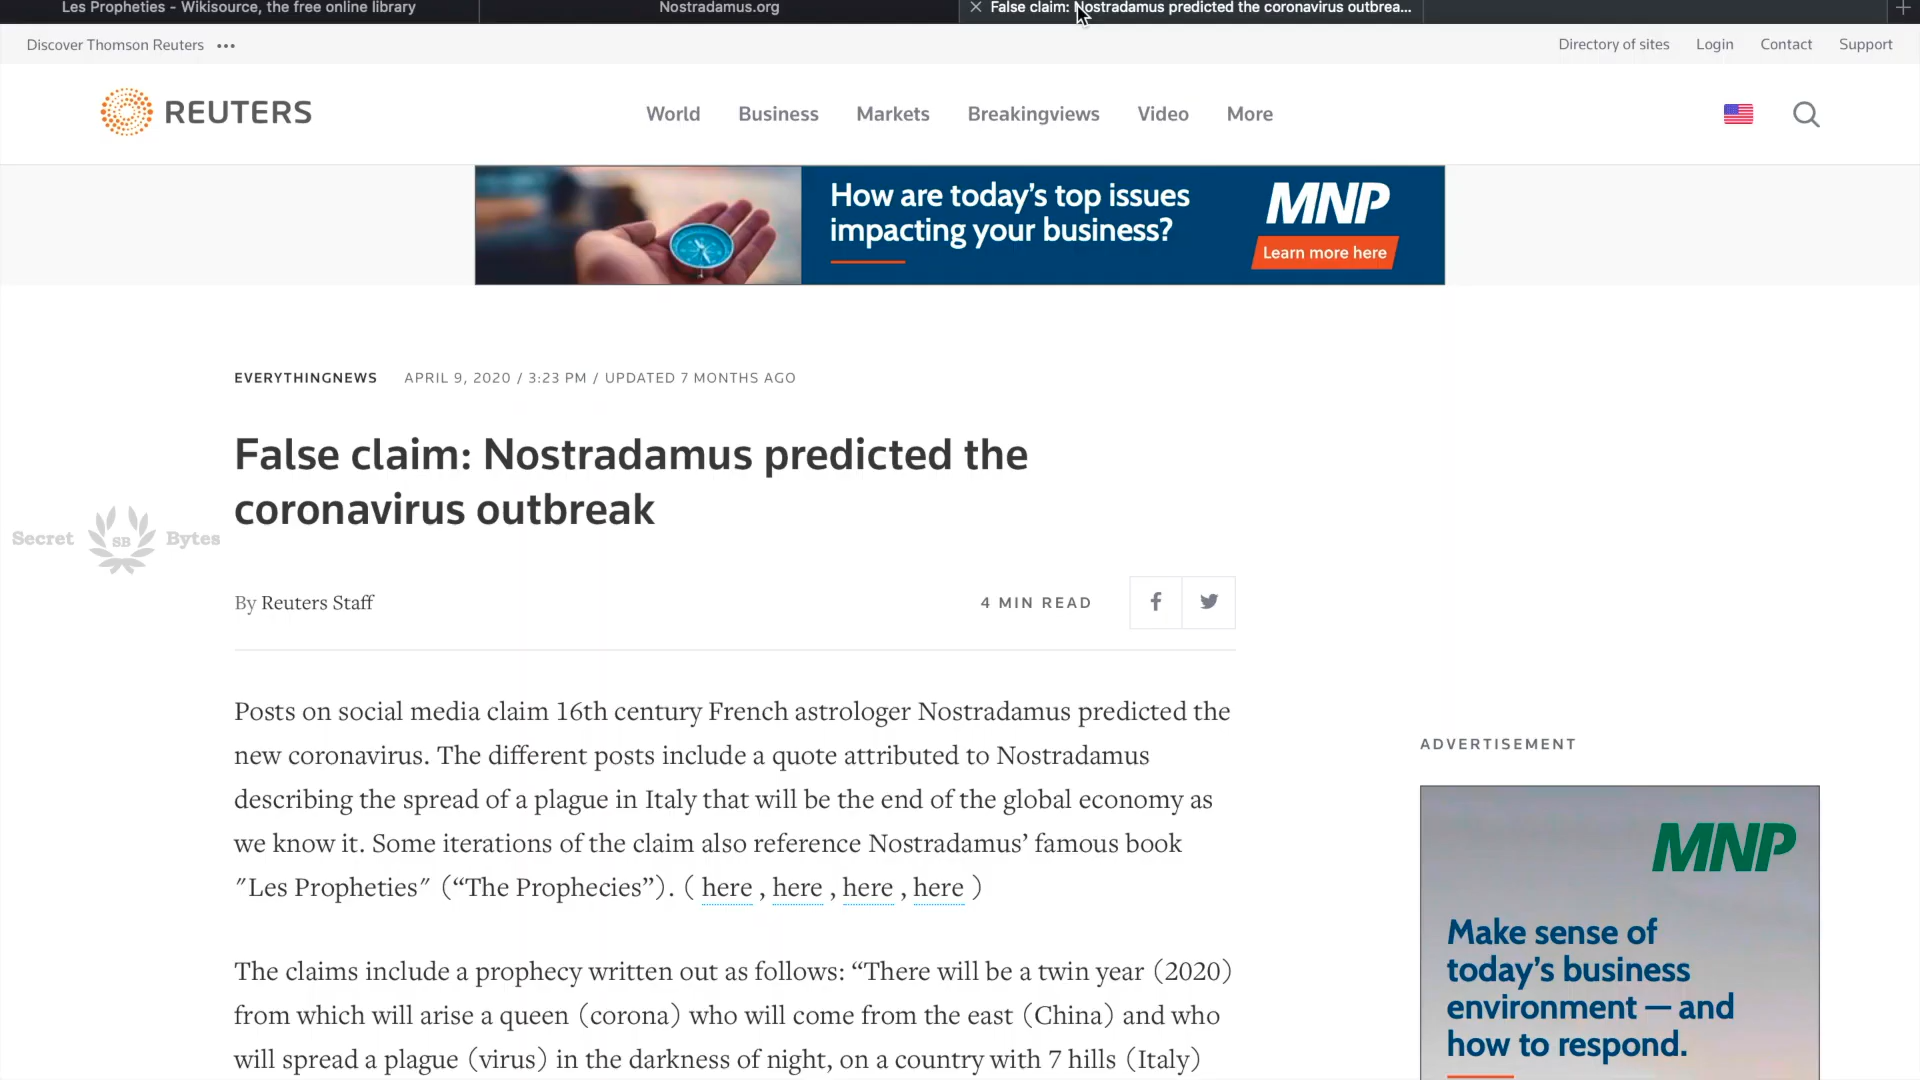 Les Propheties - Wikisource, the free online library
Nostradamus.org
False claim: Nostradamus predicted the coronavirus outbrea...
Discover Thomson Reuters •••
Directory of sites Login Contact Support
REUTERS
World Business Markets Breakingviews Video More
How are today's top issues
impacting your business?
MNP
Learn more here
EVERYTHINGNEWS APRIL 9, 2020 / 3:23 PM / UPDATED 7 MONTHS AGO
False claim: Nostradamus predicted the
coronavirus outbreak
Secret SB Bytes
By Reuters Staff
4 MIN READ
Posts on social media claim 16th century French astrologer Nostradamus predicted the
new coronavirus. The different posts include a quote attributed to Nostradamus
describing the spread of a plague in Italy that will be the end of the global economy as
we know it. Some iterations of the claim also reference Nostradamus’ famous book
"Les Propheties" (“The Prophecies”). ( here , here , here , here )
The claims include a prophecy written out as follows: “There will be a twin year (2020)
from which will arise a queen (corona) who will come from the east (China) and who
will spread a plague (virus) in the darkness of night, on a country with 7 hills (Italy)
ADVERTISEMENT
MNP
Make sense of
today's business
environment — and
how to respond.